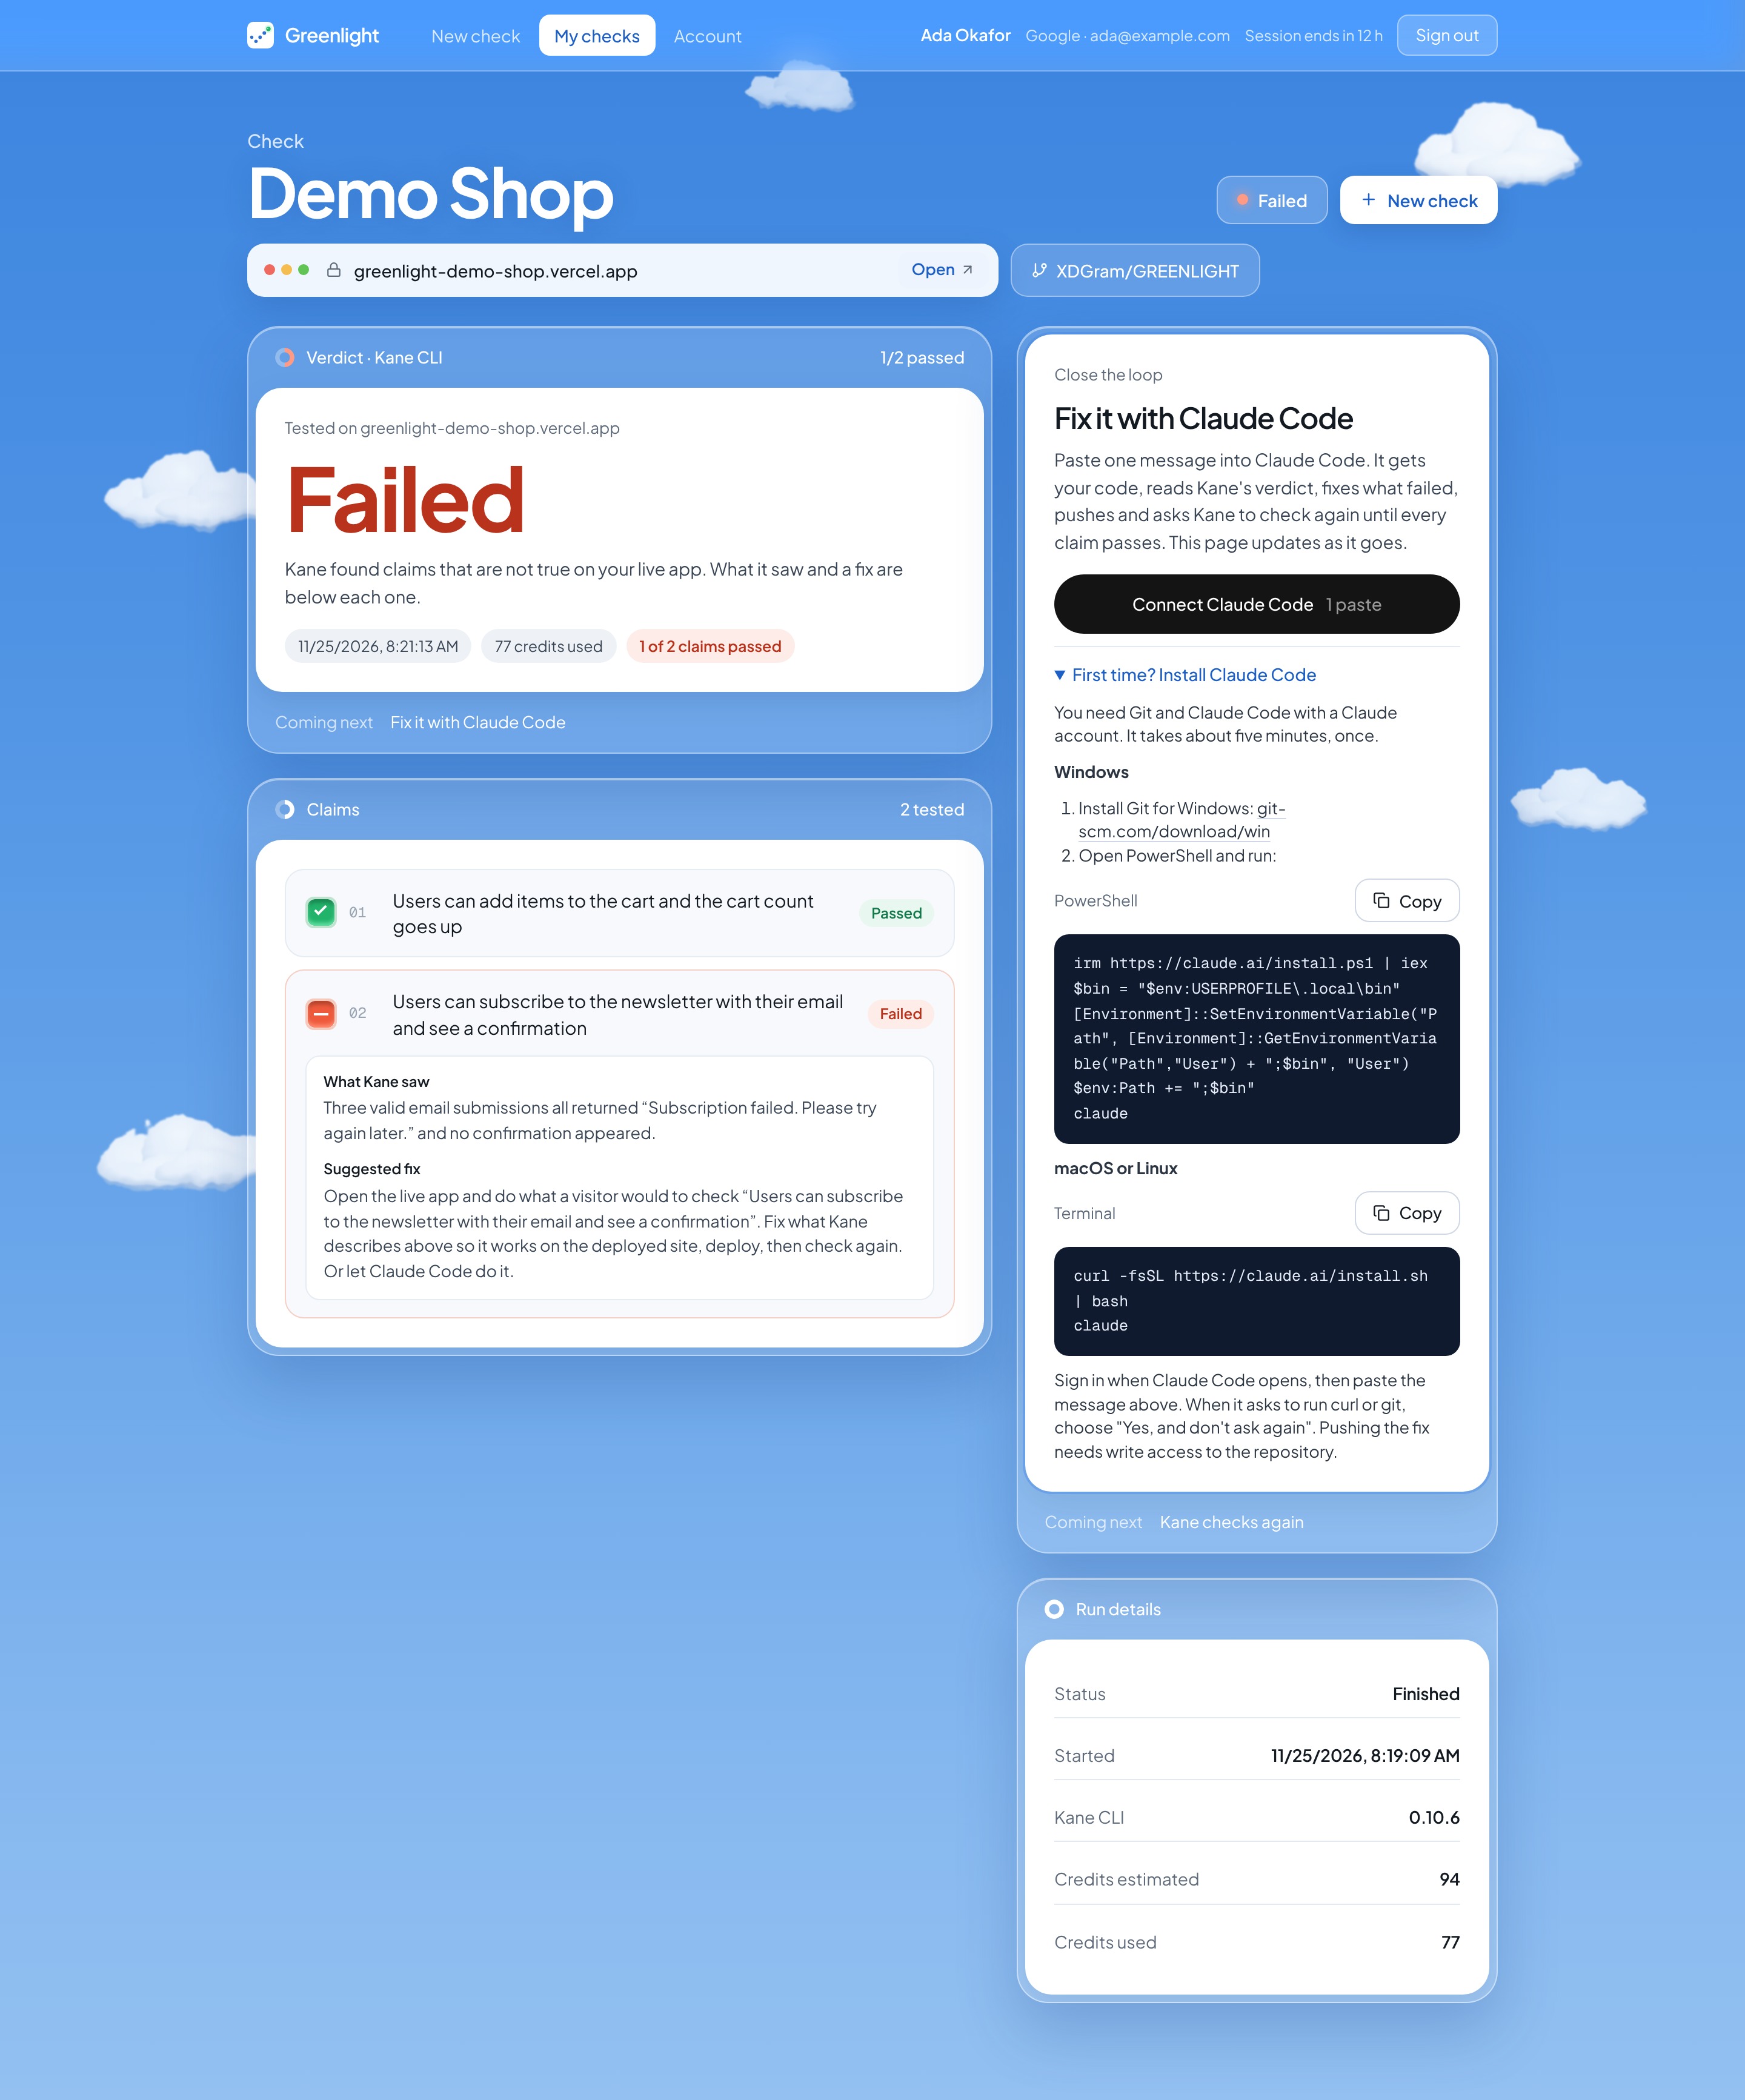 Greenlight
New check
My checks
Account
Ada Okafor
Google · ada@example.com
Session ends in 12 h
Sign out
Check
Demo Shop
Failed
New check
greenlight-demo-shop.vercel.app
Open
XDGram/GREENLIGHT
Verdict · Kane CLI
1/2 passed
Tested on greenlight-demo-shop.vercel.app
Failed
Kane found claims that are not true on your live app. What it saw and a fix are
below each one.
11/25/2026, 8:21:13 AM
77 credits used
1 of 2 claims passed
Coming next
Fix it with Claude Code
Claims
2 tested
01
Users can add items to the cart and the cart count
goes up
Passed
02
Users can subscribe to the newsletter with their email
and see a confirmation
Failed
What Kane saw
Three valid email submissions all returned “Subscription failed. Please try
again later.” and no confirmation appeared.
Suggested fix
Open the live app and do what a visitor would to check “Users can subscribe
to the newsletter with their email and see a confirmation”. Fix what Kane
describes above so it works on the deployed site, deploy, then check again.
Or let Claude Code do it.
Close the loop
Fix it with Claude Code
Paste one message into Claude Code. It gets
your code, reads Kane's verdict, fixes what failed,
pushes and asks Kane to check again until every
claim passes. This page updates as it goes.
Connect Claude Code
1 paste
First time? Install Claude Code
You need Git and Claude Code with a Claude
account. It takes about five minutes, once.
Windows
1. Install Git for Windows: git-
scm.com/download/win
2. Open PowerShell and run:
PowerShell
Copy
irm https://claude.ai/install.ps1 | iex
$bin = "$env:USERPROFILE\.local\bin"
[Environment]::SetEnvironmentVariable("P
ath", [Environment]::GetEnvironmentVaria
ble("Path","User") + ";$bin", "User")
$env:Path += ";$bin"
claude
macOS or Linux
Terminal
Copy
curl -fsSL https://claude.ai/install.sh
| bash
claude
Sign in when Claude Code opens, then paste the
message above. When it asks to run curl or git,
choose "Yes, and don't ask again". Pushing the fix
needs write access to the repository.
Coming next
Kane checks again
Run details
Status
Finished
Started
11/25/2026, 8:19:09 AM
Kane CLI
0.10.6
Credits estimated
94
Credits used
77